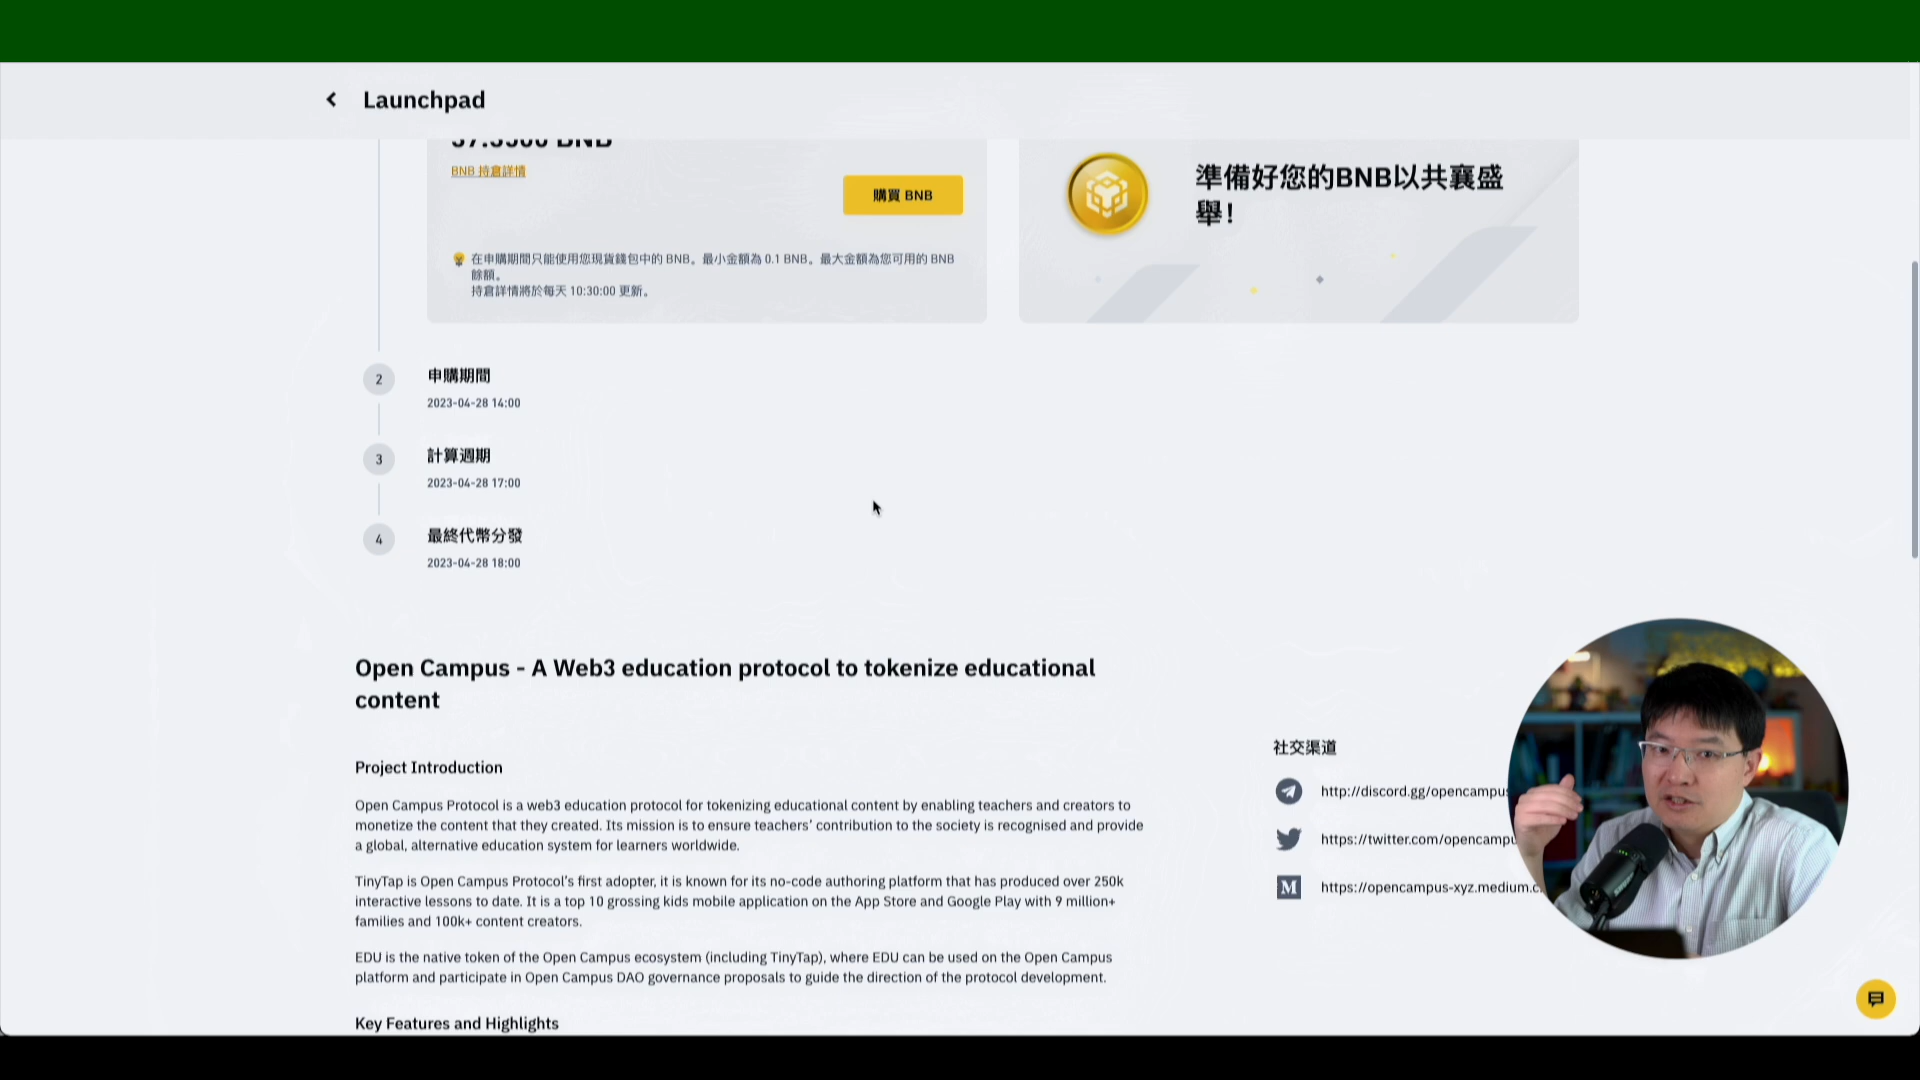 Launchpad
BNB
BNB 持倉詳情
購買 BNB
在申購期間只能使用您現貨錢包中的 BNB。最小金額為 0.1 BNB。最大金額為您可用的 BNB
餘額。
持倉詳情將於每天 10:30:00 更新。
準備好您的BNB以共襄盛
舉！
2
申購期間
2023-04-28 14:00
3
計算週期
2023-04-28 17:00
4
最終代幣分發
2023-04-28 18:00
Open Campus - A Web3 education protocol to tokenize educational
content
Project Introduction
Open Campus Protocol is a web3 education protocol for tokenizing educational content by enabling teachers and creators to
monetize the content that they created. Its mission is to ensure teachers’ contribution to the society is recognised and provide
a global, alternative education system for learners worldwide.
TinyTap is Open Campus Protocol’s first adopter, it is known for its no-code authoring platform that has produced over 250k
interactive lessons to date. It is a top 10 grossing kids mobile application on the App Store and Google Play with 9 million+
families and 100k+ content creators.
EDU is the native token of the Open Campus ecosystem (including TinyTap), where EDU can be used on the Open Campus
platform and participate in Open Campus DAO governance proposals to guide the direction of the protocol development.
Key Features and Highlights
社交渠道
http://discord.gg/opencampus
https://twitter.com/opencampu
M
https://opencampus-xyz.medium.c